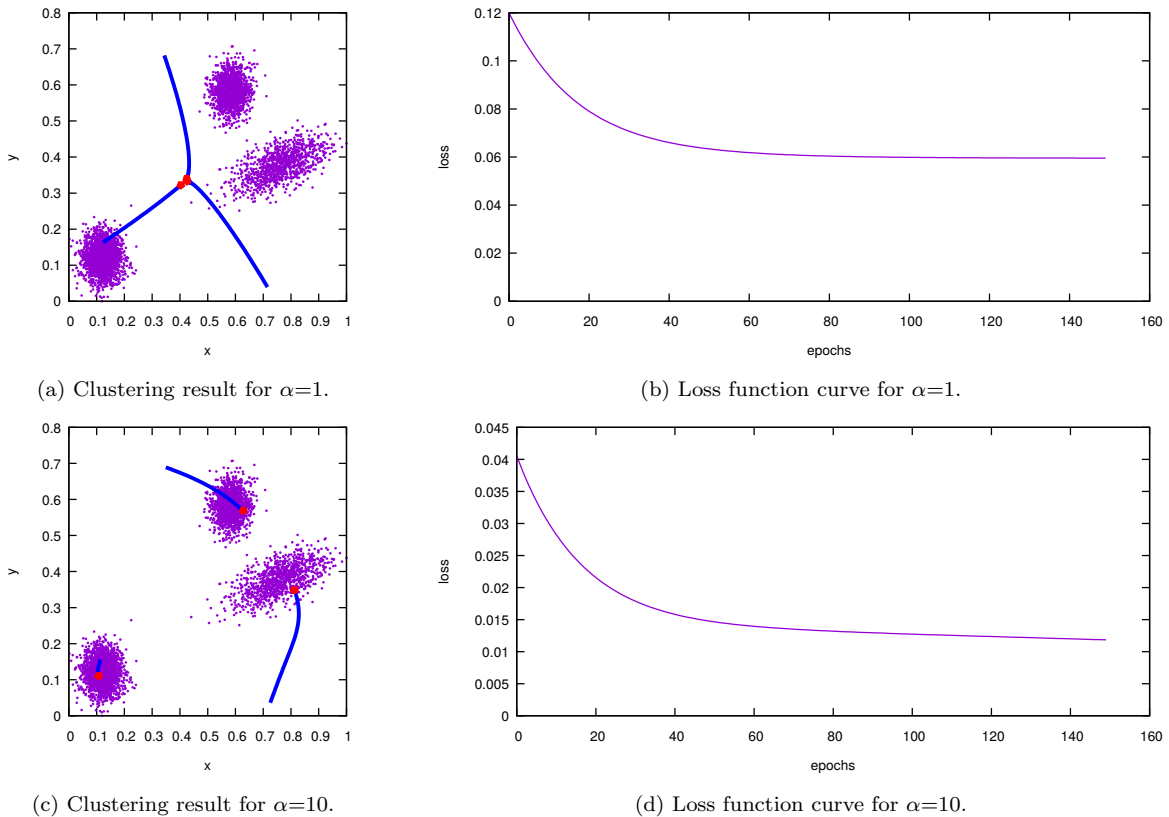 0.8
0.7
0.6
0.5
0.4
0.3
0.2
0.1
0
y
0 0.1 0.2 0.3 0.4 0.5 0.6 0.7 0.8 0.9 1
x
(a) Clustering result for α=1.
0.12
0.1
0.08
0.06
0.04
0.02
0
loss
0 20 40 60 80 100 120 140 160
epochs
(b) Loss function curve for α=1.
0.8
0.7
0.6
0.5
0.4
0.3
0.2
0.1
0
y
0 0.1 0.2 0.3 0.4 0.5 0.6 0.7 0.8 0.9 1
x
(c) Clustering result for α=10.
0.045
0.04
0.035
0.03
0.025
0.02
0.015
0.01
0.005
0
loss
0 20 40 60 80 100 120 140 160
epochs
(d) Loss function curve for α=10.